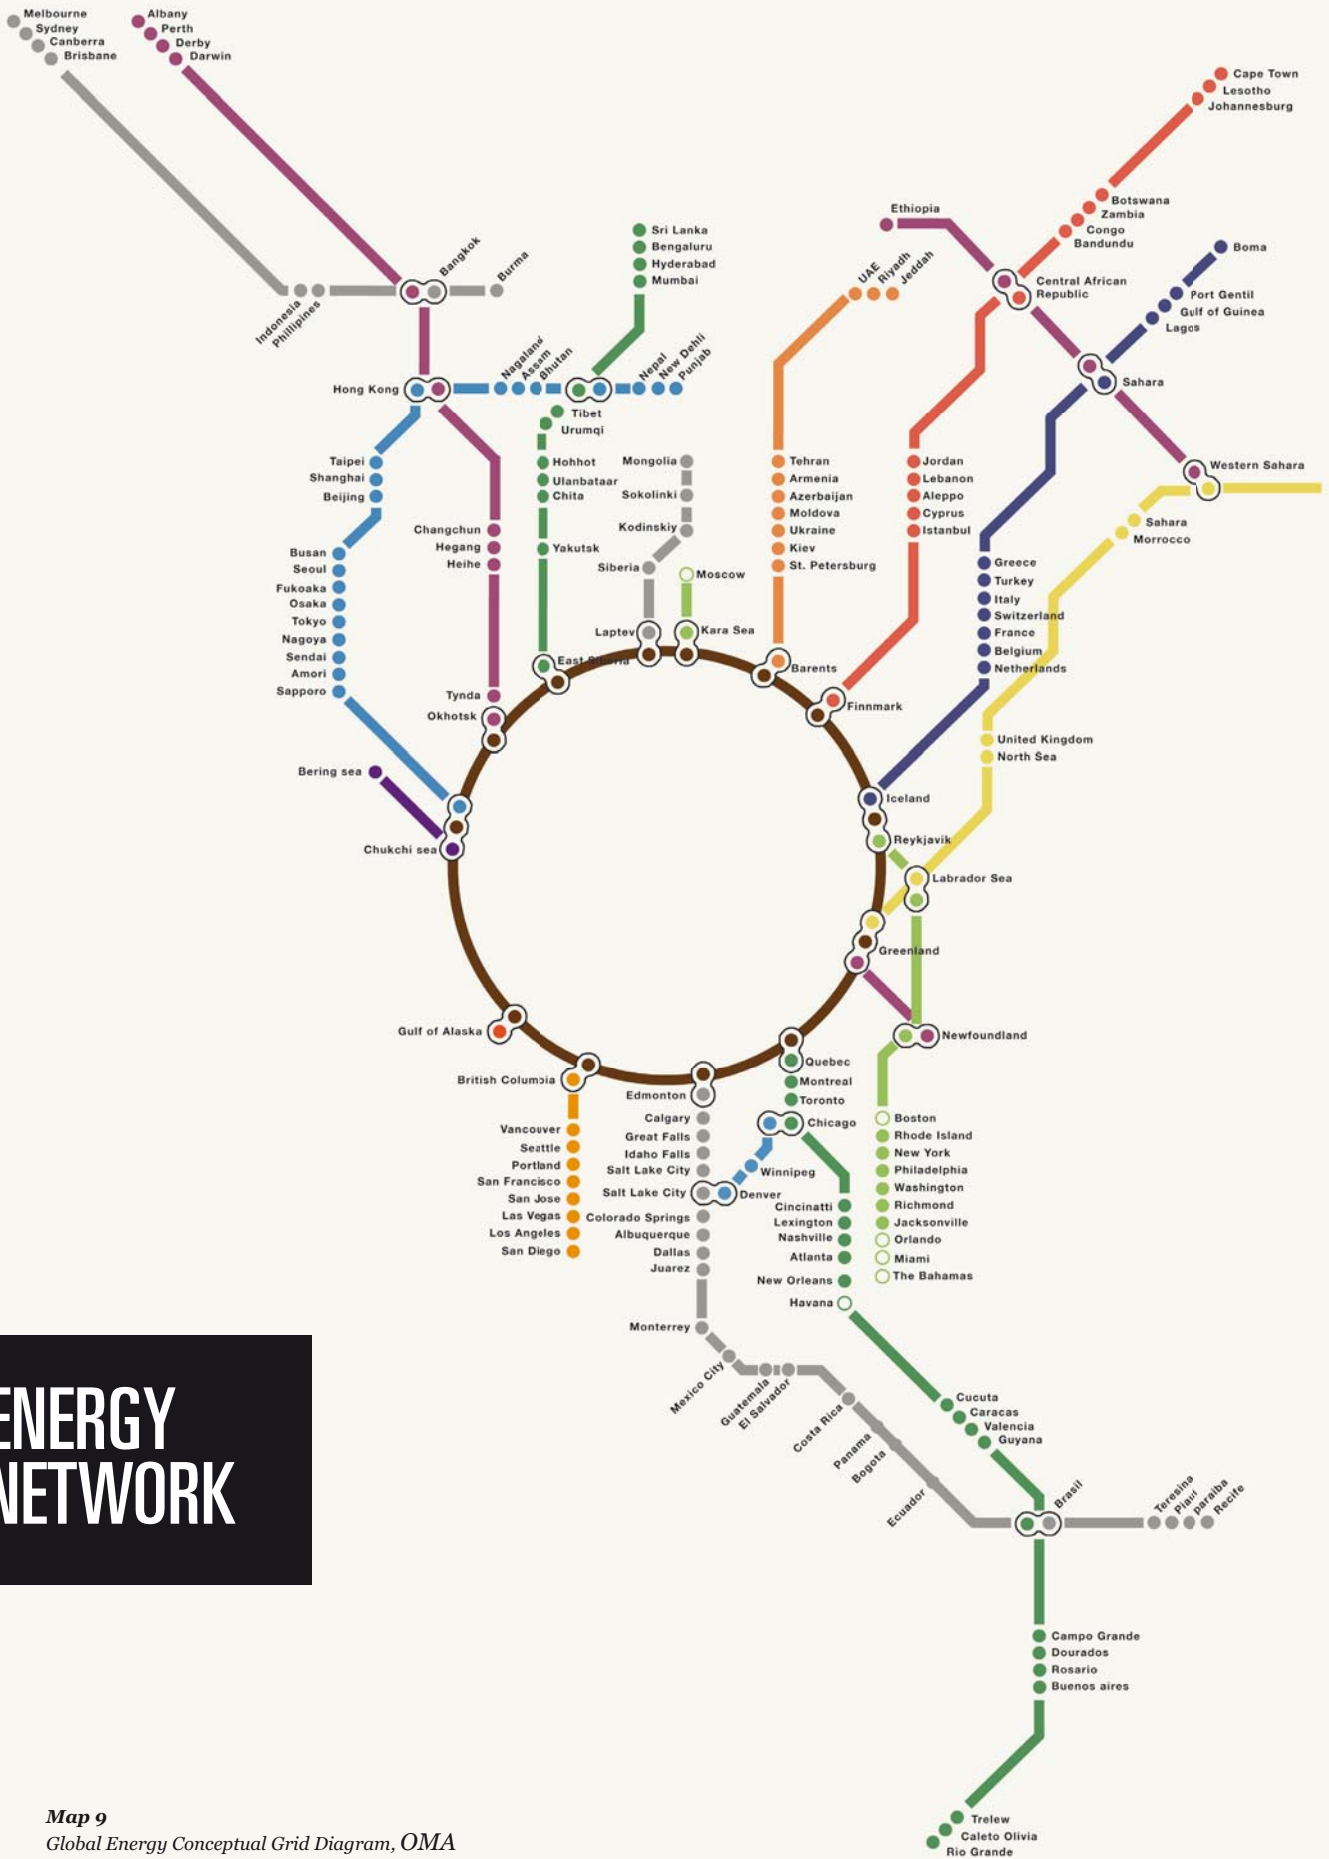 Melbourne
Sydney
Canberra
Brisbane
Albany
Perth
Derby
Darwin
Cape Town
Lesotho
Johannesburg
Botswana
Zambia
Congo
Bandundu
Ethiopia
Central African
Republic
Boma
Port Gentil
Gulf of Guinea
Lagos
Sahara
Western Sahara
Sahara
Morrocco
Sri Lanka
Bengaluru
Hyderabad
Mumbai
UAE
Riyadh
Jeddah
Bangkok
Burma
Indonesia
Phillipines
Hong Kong
Nagaland
Assam
Bhutan
Nepal
New Dehli
Punjab
Tibet
Urumqi
Taipei
Shanghai
Beijing
Hohhot
Ulanbataar
Chita
Yakutsk
Mongolia
Sokolinki
Kodinskiy
Siberia
Laptev
Moscow
Kara Sea
Tehran
Armenia
Azerbaijan
Moldova
Ukraine
Kiev
St. Petersburg
Barents
Jordan
Lebanon
Aleppo
Cyprus
Istanbul
Finnmark
Greece
Turkey
Italy
Switzerland
France
Belgium
Netherlands
United Kingdom
North Sea
Changchun
Hegang
Heihe
Busan
Seoul
Fukoaka
Osaka
Tokyo
Nagoya
Sendai
Amori
Sapporo
East Siberia
Tynda
Okhotsk
Bering sea
Chukchi sea
Iceland
Reykjavik
Labrador Sea
Greenland
Newfoundland
Gulf of Alaska
British Columbia
Vancouver
Seattle
Portland
San Francisco
San Jose
Las Vegas
Los Angeles
San Diego
Edmonton
Calgary
Great Falls
Idaho Falls
Salt Lake City
Salt Lake City
Denver
Winnipeg
Colorado Springs
Albuquerque
Dallas
Juarez
Monterrey
Quebec
Montreal
Toronto
Chicago
Cincinatti
Lexington
Nashville
Atlanta
New Orleans
Havana
Boston
Rhode Island
New York
Philadelphia
Washington
Richmond
Jacksonville
Orlando
Miami
The Bahamas
Mexico City
Guatemala
El Salvador
Costa Rica
Panama
Bogota
Ecuador
Cucuta
Caracas
Valencia
Guyana
Brasil
Teresina
Piaui
paraiba
Recife
Campo Grande
Dourados
Rosario
Buenos aires
Trelew
Caleto Olivia
Rio Grande
ENERGY
NETWORK
Map 9
Global Energy Conceptual Grid Diagram, OMA